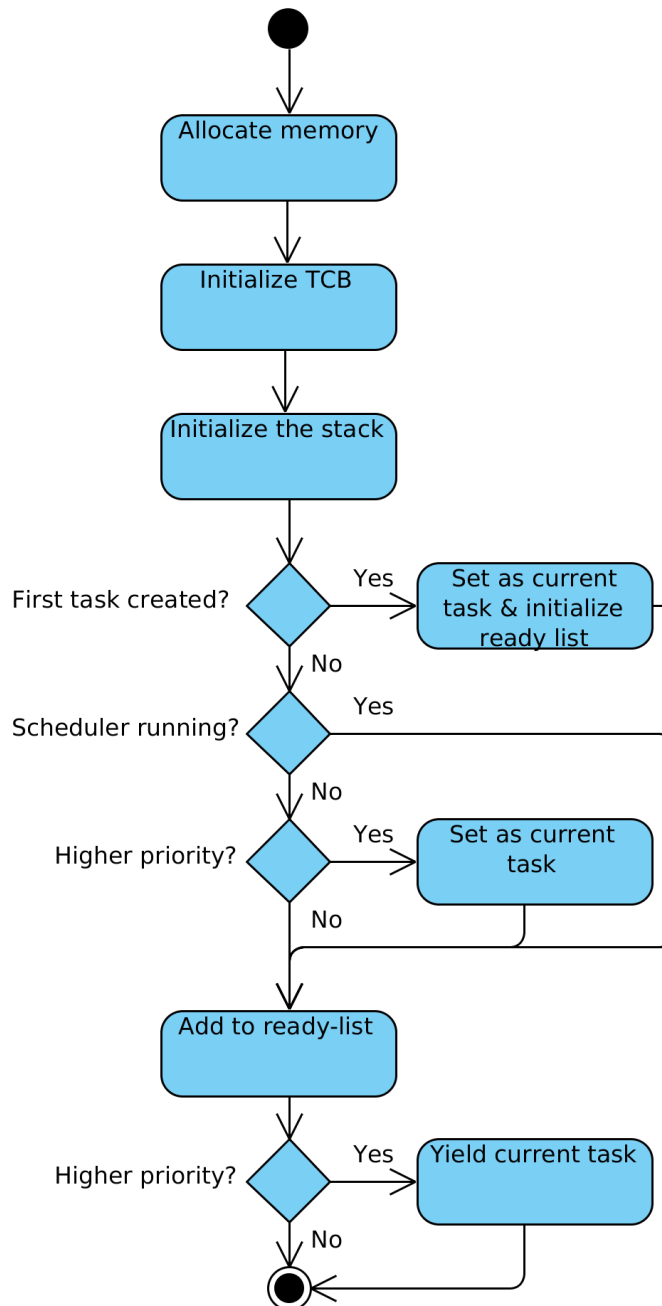 Allocate memory
Initialize TCB
Initialize the stack
First task created?
Yes
Set as current
task & initialize
ready list
No
Scheduler running?
Yes
No
Higher priority?
Yes
Set as current
task
No
Add to ready-list
Higher priority?
Yes
Yield current task
No